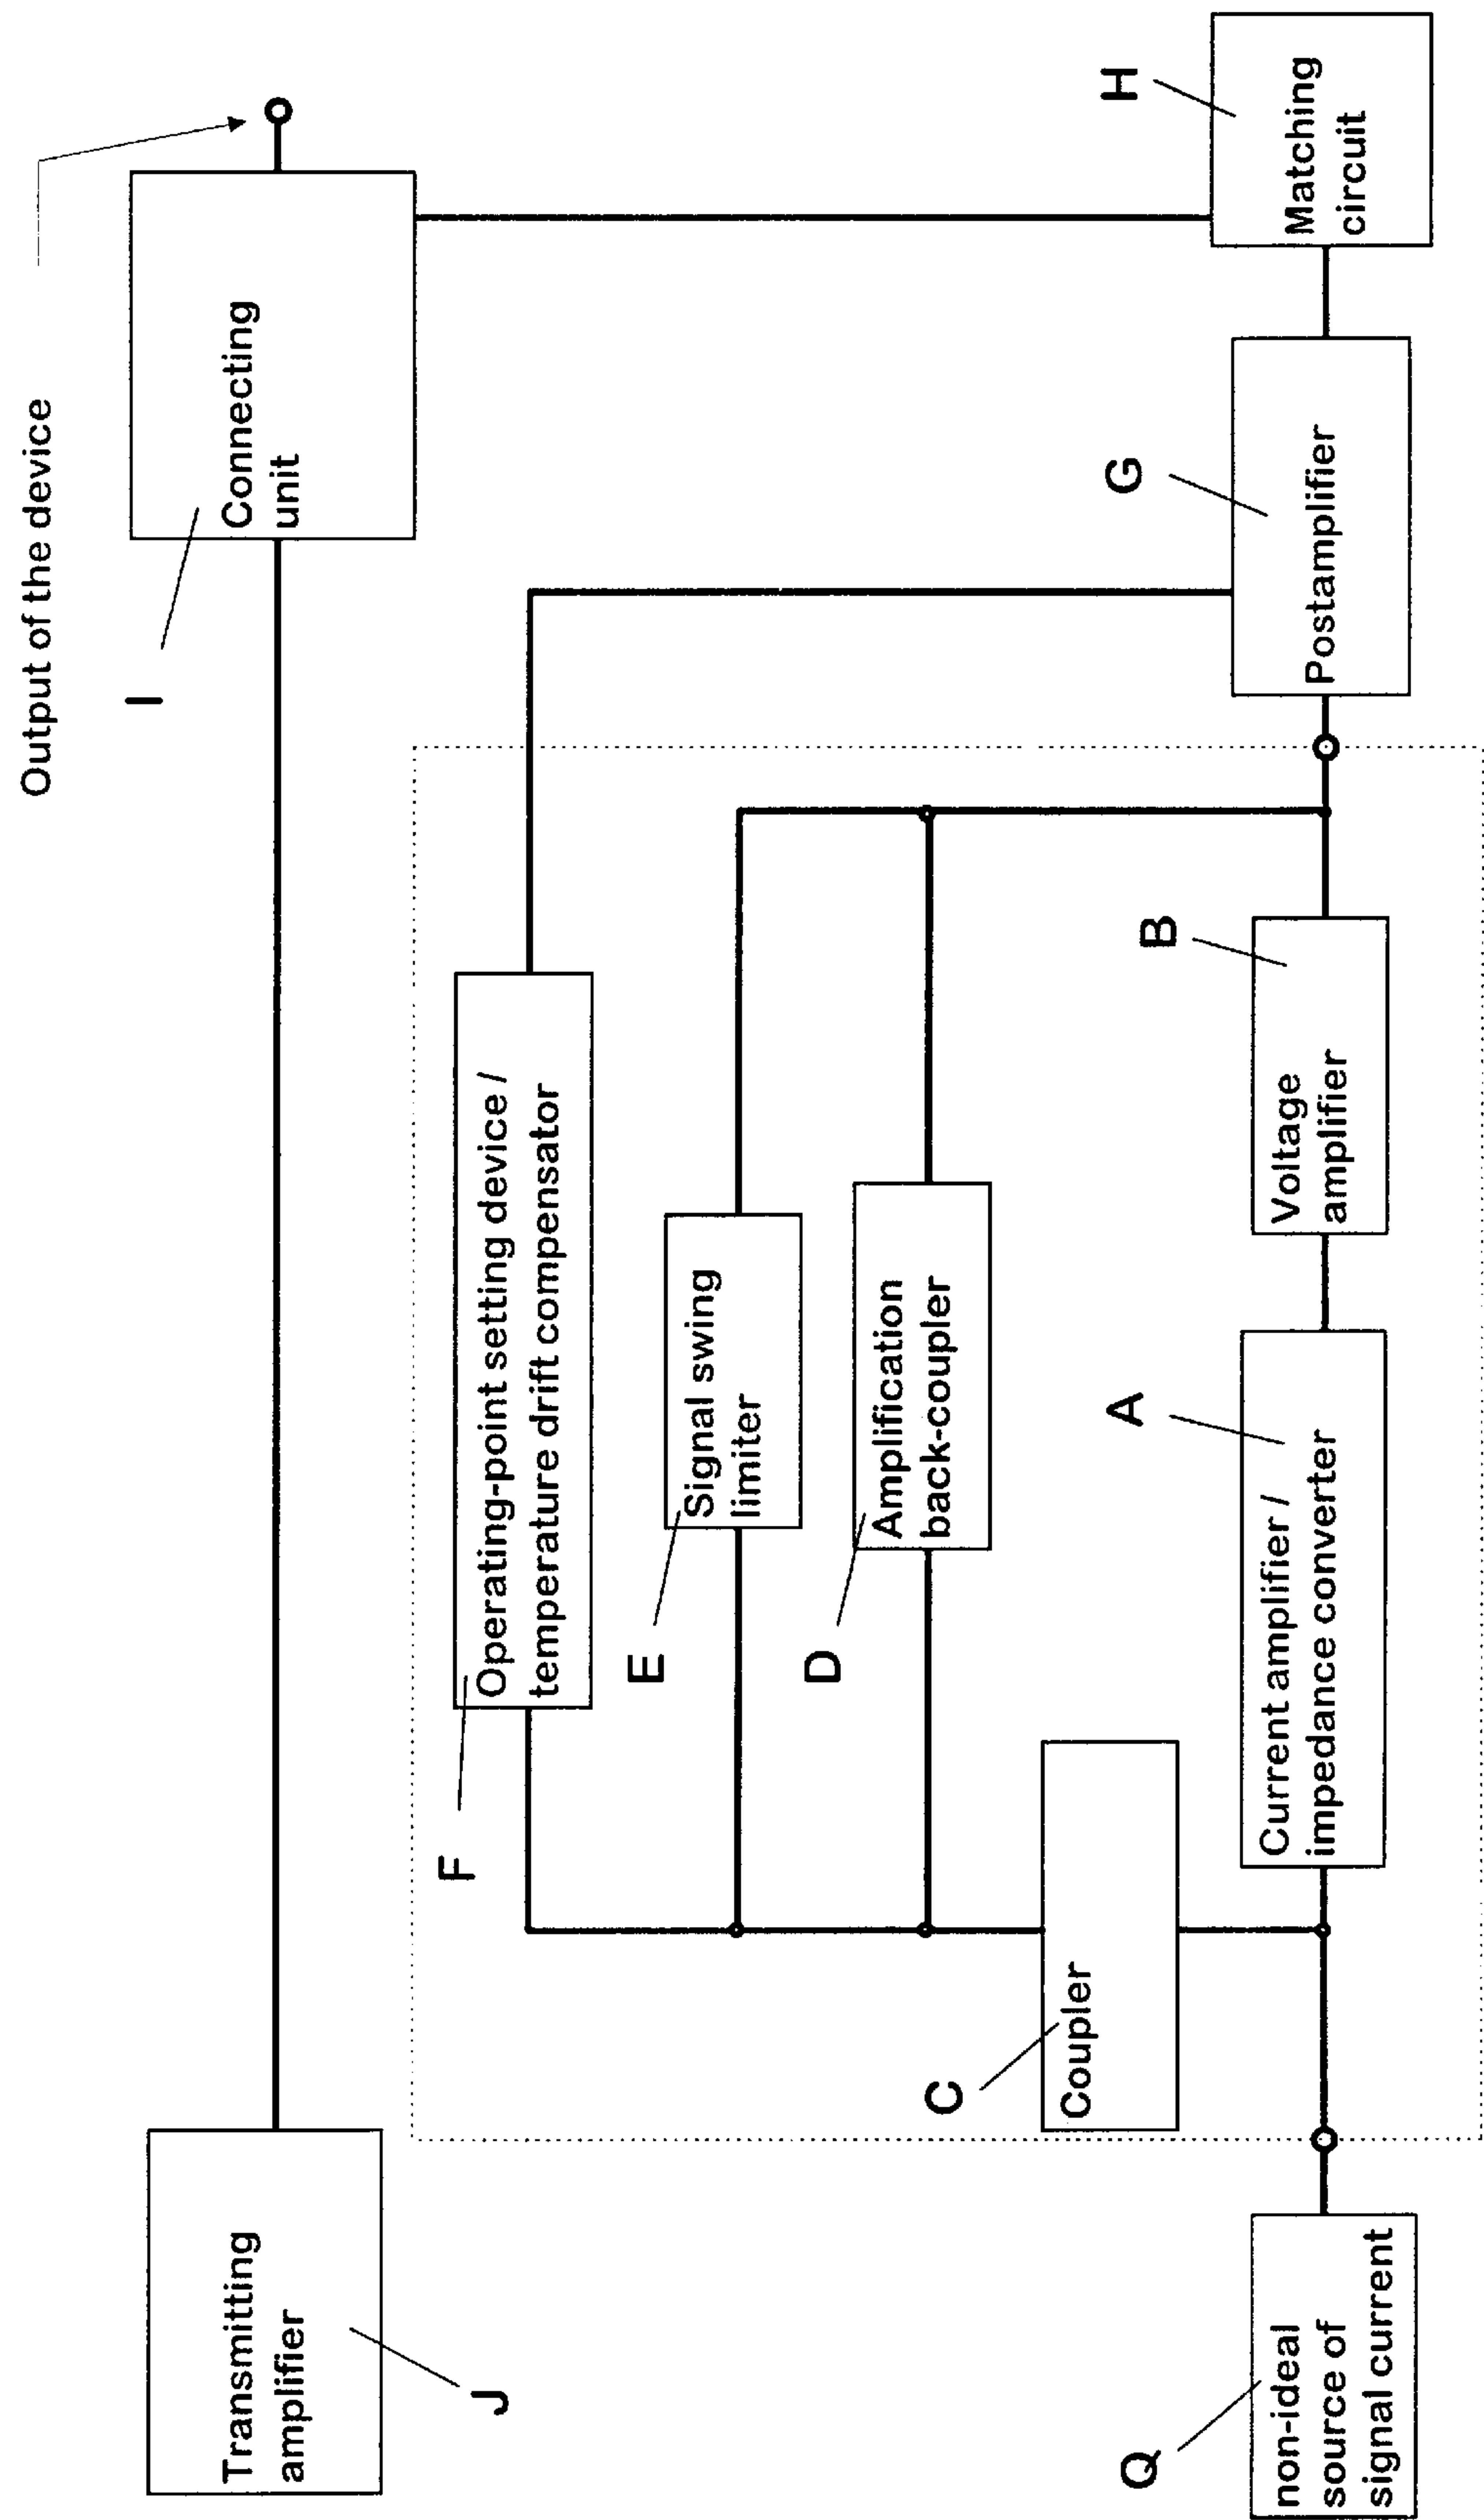 Output of the device
Transmitting
amplifier
J
I
Connecting
unit
F
Operating-point setting device /
temperature drift compensator
E
Signal swing
limiter
D
Amplification
back-coupler
C
Coupler
Q
non-ideal
source of
signal current
A
Current amplifier /
impedance converter
B
Voltage
amplifier
G
Postamplifier
H
Matching
circuit